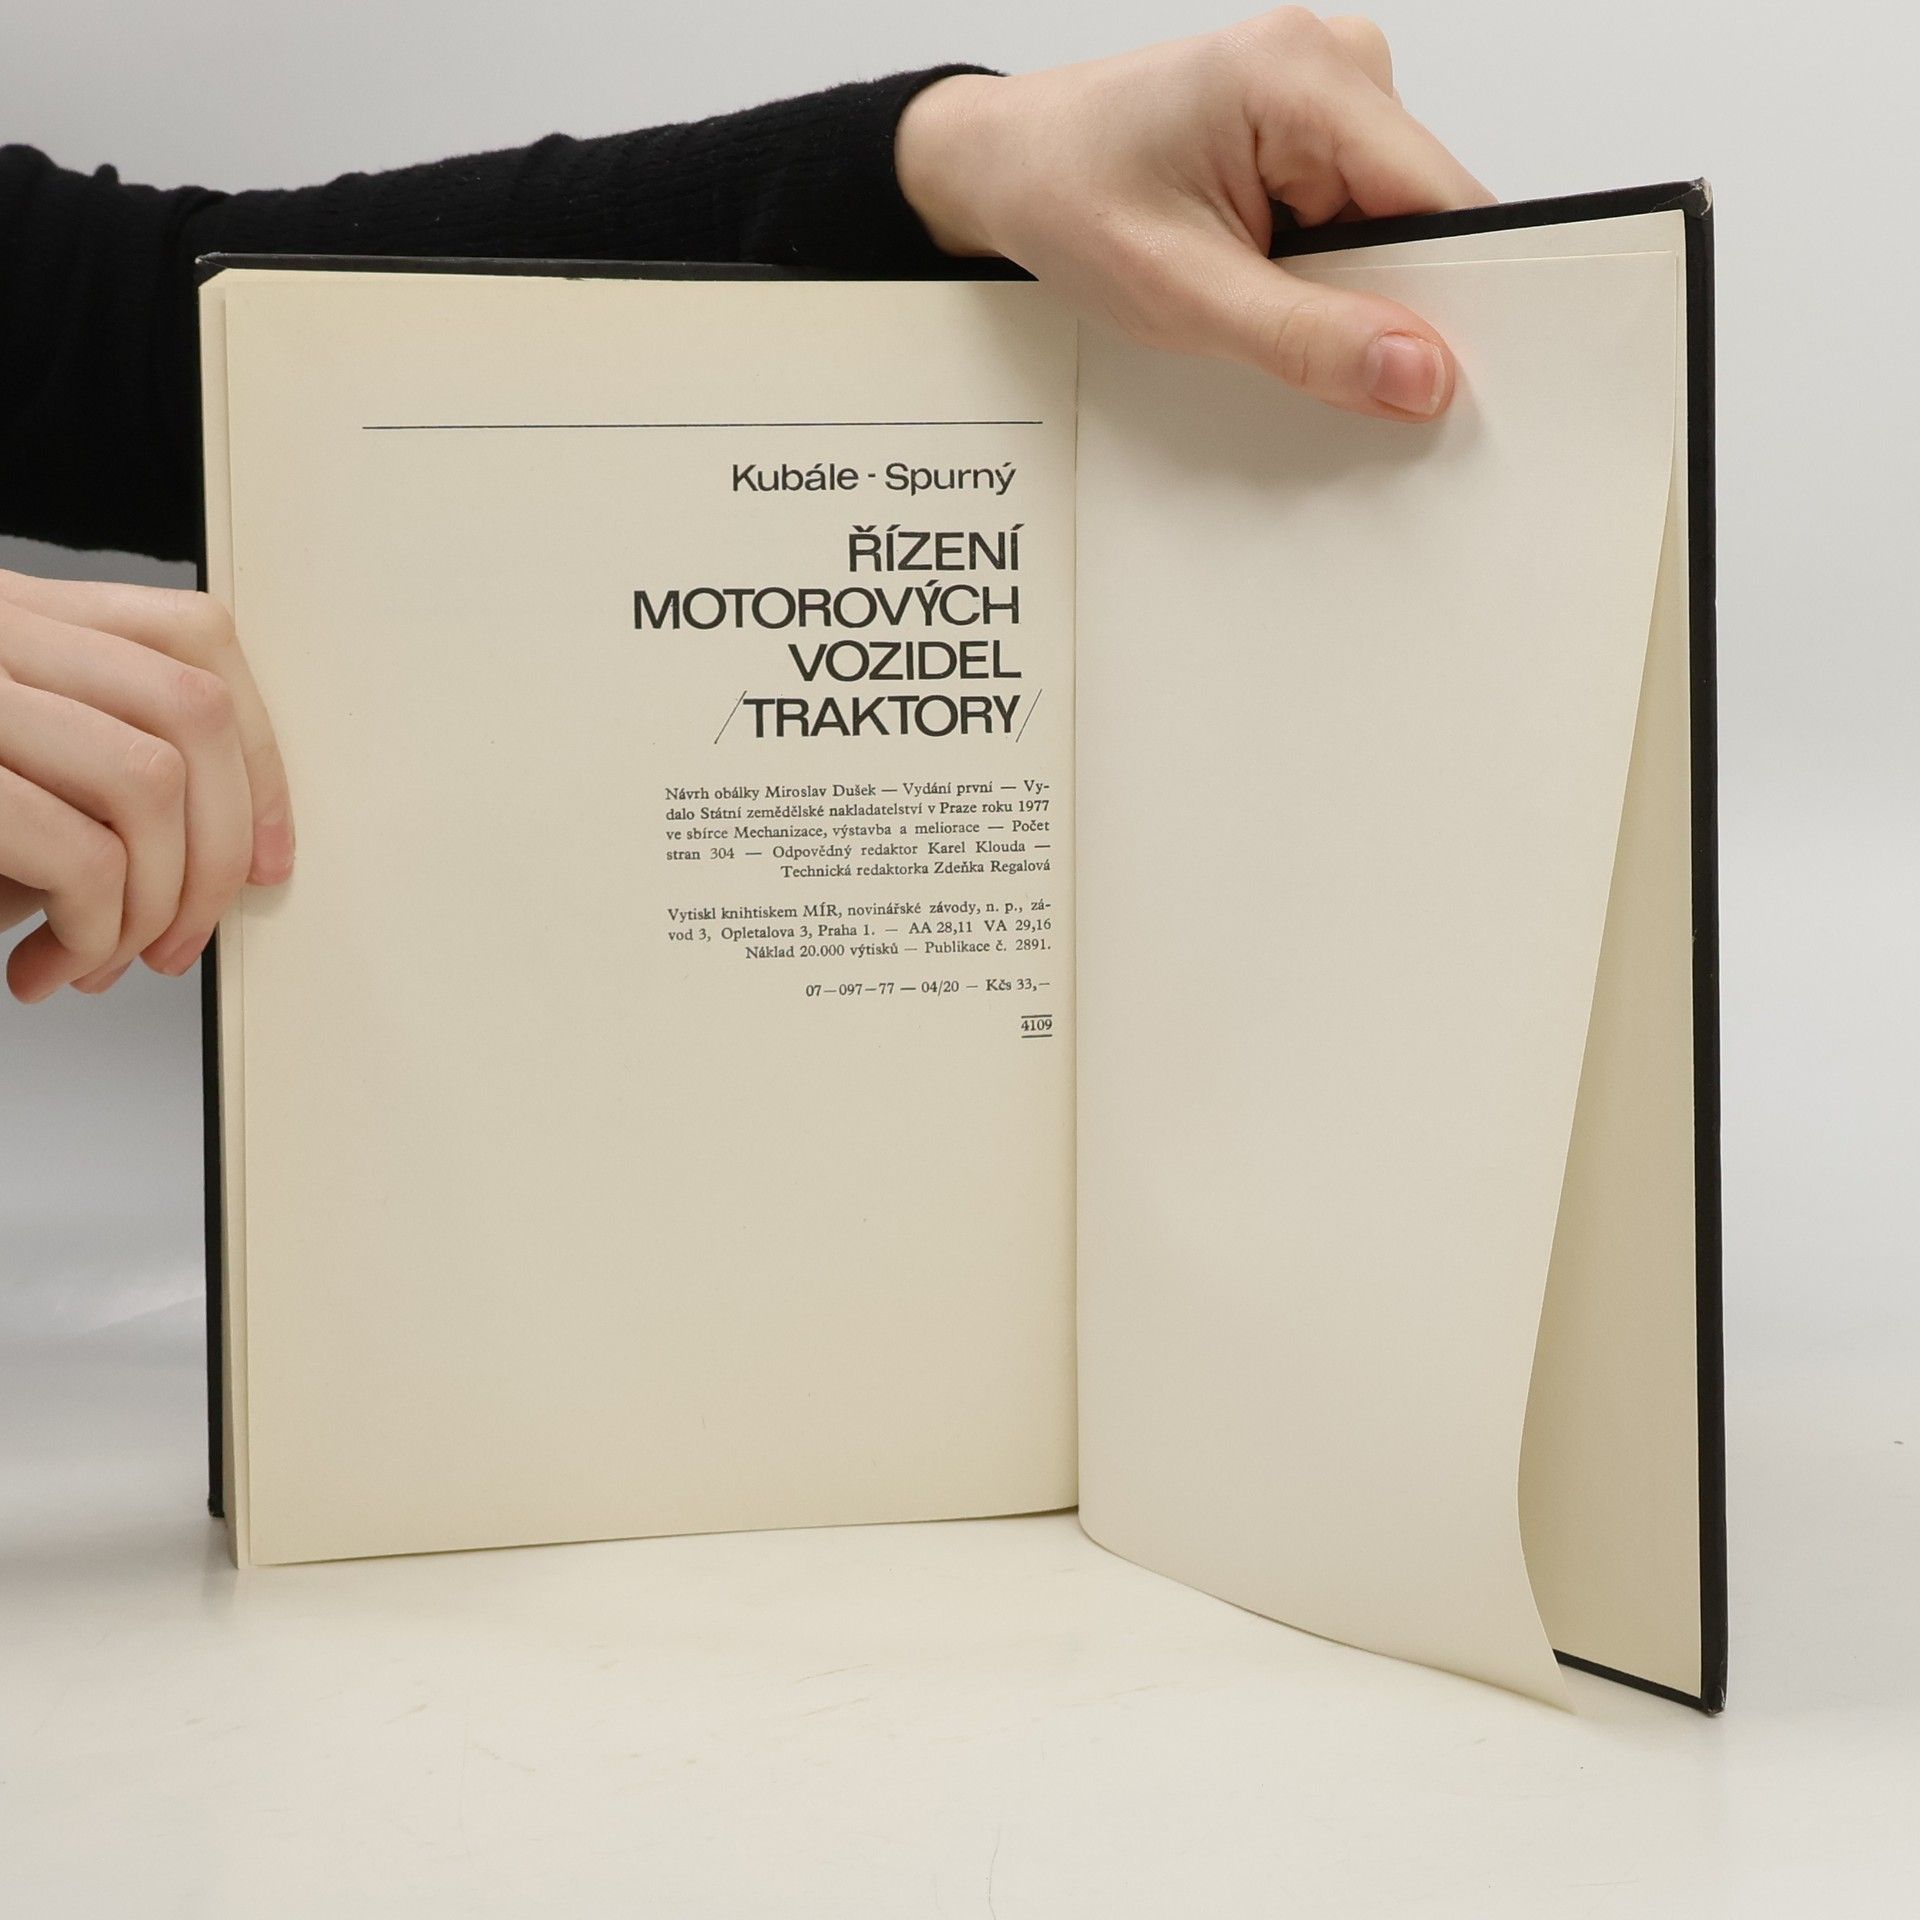 Kubále - Spurný
ŘÍZENÍ
MOTOROVÝCH
VOZIDEL
/TRAKTORY/
Návrh obálky Miroslav Dušek — Vydání první — Vy-
dalo Státní zemědělské nakladatelství v Praze roku 1977
ve sbírce Mechanizace, výstavba a meliorace — Počet
stran 304 — Odpovědný redaktor Karel Klouda —
Technická redaktorka Zdeňka Regalová
Vytiskl knihtiskem MÍR, novinářské závody, n. p., zá-
vod 3, Opletalova 3, Praha 1. — AA 28,11 VA 29,16
Náklad 20.000 výtisků — Publikace č. 2891.
07—097—77 — 04/20 — Kčs 33,—
4109